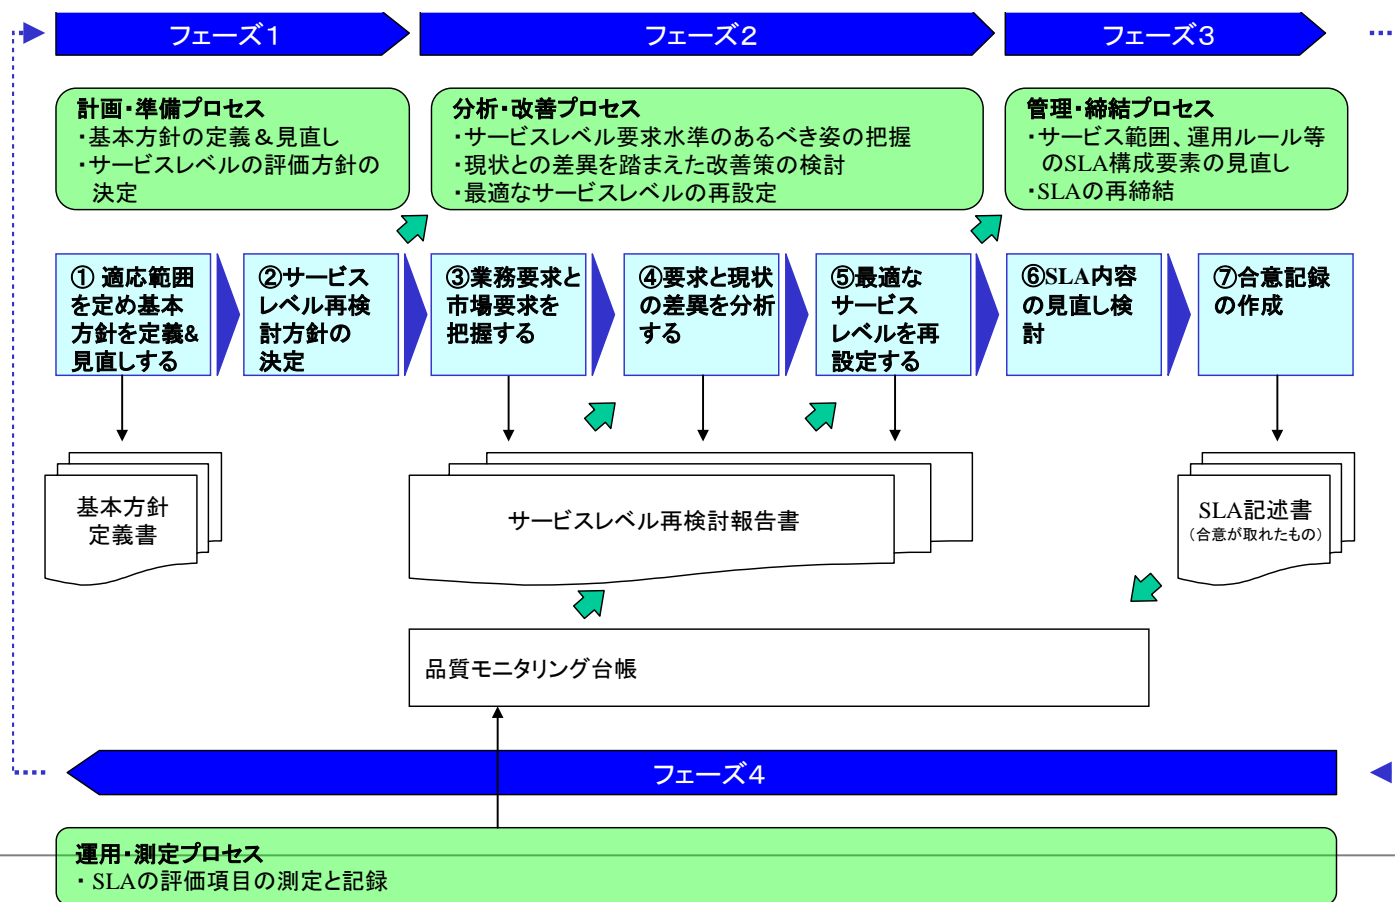 フェーズ1
フェーズ2
フェーズ3
計画・準備プロセス
・基本方針の定義＆見直し
・サービスレベルの評価方針の
決定
分析・改善プロセス
・サービスレベル要求水準のあるべき姿の把握
・現状との差異を踏まえた改善策の検討
・最適なサービスレベルの再設定
管理・締結プロセス
・サービス範囲、運用ルール等
のSLA構成要素の見直し
・SLAの再締結
① 適応範囲
を定め基本
方針を定義&
見直しする
②サービス
レベル再検
討方針の
決定
③業務要求と
市場要求を
把握する
④要求と現状
の差異を分析
する
⑤最適な
サービス
レベルを再
設定する
⑥SLA内容
の見直し検
討
⑦合意記録
の作成
基本方針
定義書
サービスレベル再検討報告書
SLA記述書
（合意が取れたもの）
品質モニタリング台帳
フェーズ4
運用・測定プロセス
・ SLAの評価項目の測定と記録